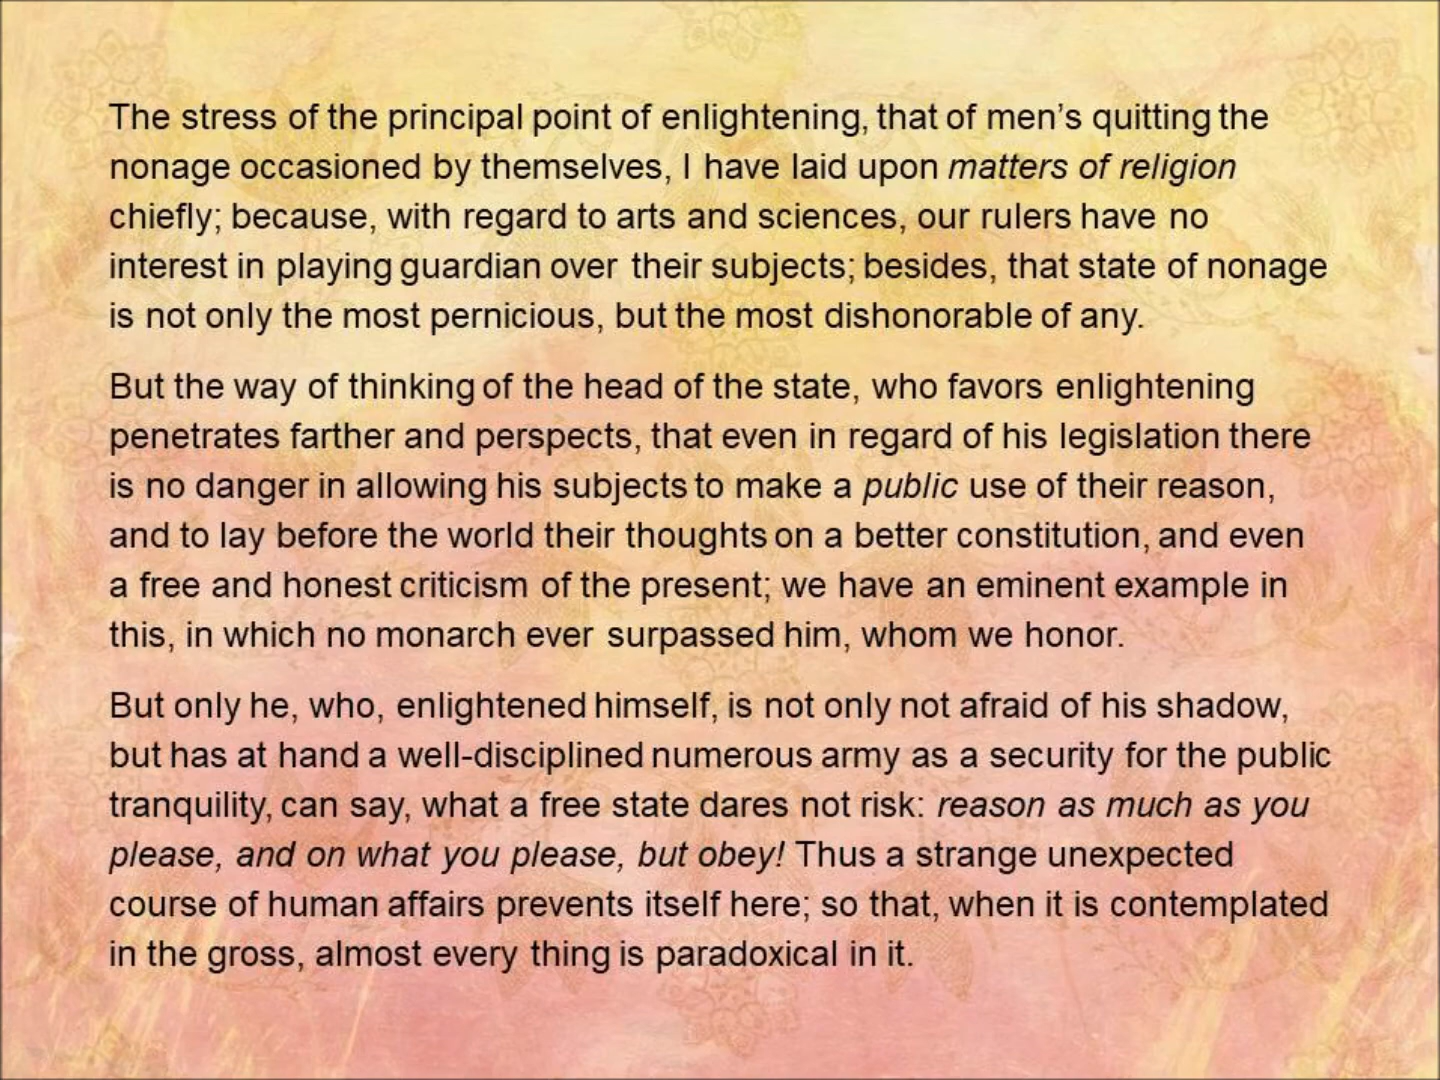 The stress of the principal point of enlightening, that of men’s quitting the
nonage occasioned by themselves, I have laid upon matters of religion
chiefly; because, with regard to arts and sciences, our rulers have no
interest in playing guardian over their subjects; besides, that state of nonage
is not only the most pernicious, but the most dishonorable of any.
But the way of thinking of the head of the state, who favors enlightening
penetrates farther and perspects, that even in regard of his legislation there
is no danger in allowing his subjects to make a public use of their reason,
and to lay before the world their thoughts on a better constitution, and even
a free and honest criticism of the present; we have an eminent example in
this, in which no monarch ever surpassed him, whom we honor.
But only he, who, enlightened himself, is not only not afraid of his shadow,
but has at hand a well-disciplined numerous army as a security for the public
tranquility, can say, what a free state dares not risk: reason as much as you
please, and on what you please, but obey! Thus a strange unexpected
course of human affairs prevents itself here; so that, when it is contemplated
in the gross, almost every thing is paradoxical in it.